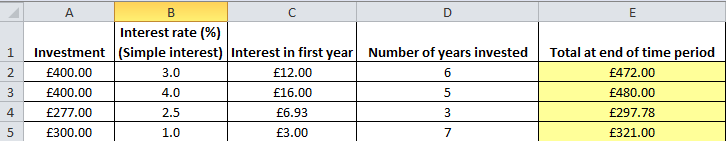 A B C D E
1 Investment Interest rate (%) (Simple interest) Interest in first year Number of years invested Total at end of time period
2 £400.00 3.0 £12.00 6 £472.00
3 £400.00 4.0 £16.00 5 £480.00
4 £277.00 2.5 £6.93 3 £297.78
5 £300.00 1.0 £3.00 7 £321.00